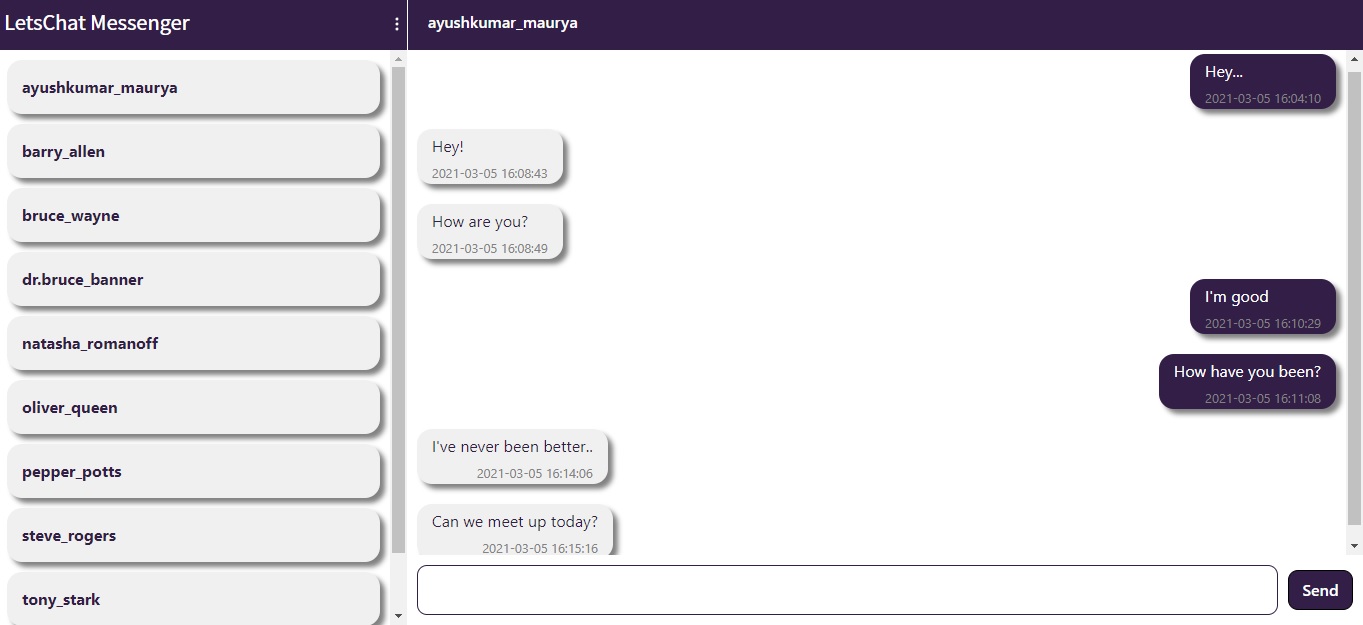 LetsChat Messenger
ayushkumar_maurya
barry_allen
bruce_wayne
dr.bruce_banner
natasha_romanoff
oliver_queen
pepper_potts
steve_rogers
tony_stark
ayushkumar_maurya
Hey...
2021-03-05 16:04:10
Hey!
2021-03-05 16:08:43
How are you?
2021-03-05 16:08:49
I'm good
2021-03-05 16:10:29
How have you been?
2021-03-05 16:11:08
I've never been better..
2021-03-05 16:14:06
Can we meet up today?
2021-03-05 16:15:16
Send